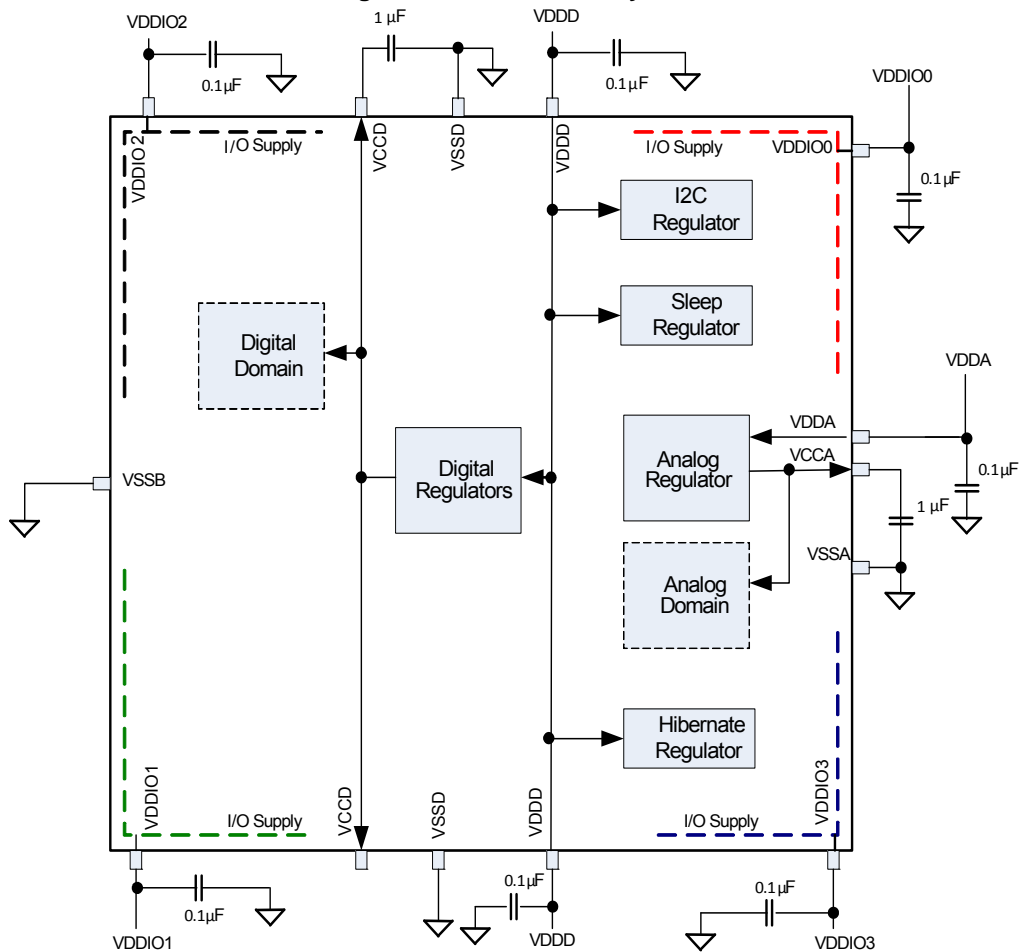 VDDIO2
1 µF
VDDD
0.1µF
0.1µF
VDDIO0
I/O Supply
I/O Supply
VDDIO2
VCCD
VSSD
VDDD
VDDIO0
0.1µF
I2C
Regulator
Sleep
Regulator
Digital
Domain
VDDA
VDDA
Digital
Regulators
Analog
Regulator
VCCA
0.1µF
VSSB
1 µF
VSSA
Analog
Domain
Hibernate
Regulator
VDDIO1
VCCD
VSSD
VDDD
VDDIO3
I/O Supply
I/O Supply
0.1µF
0.1µF
0.1µF
VDDIO1
VDDD
VDDIO3